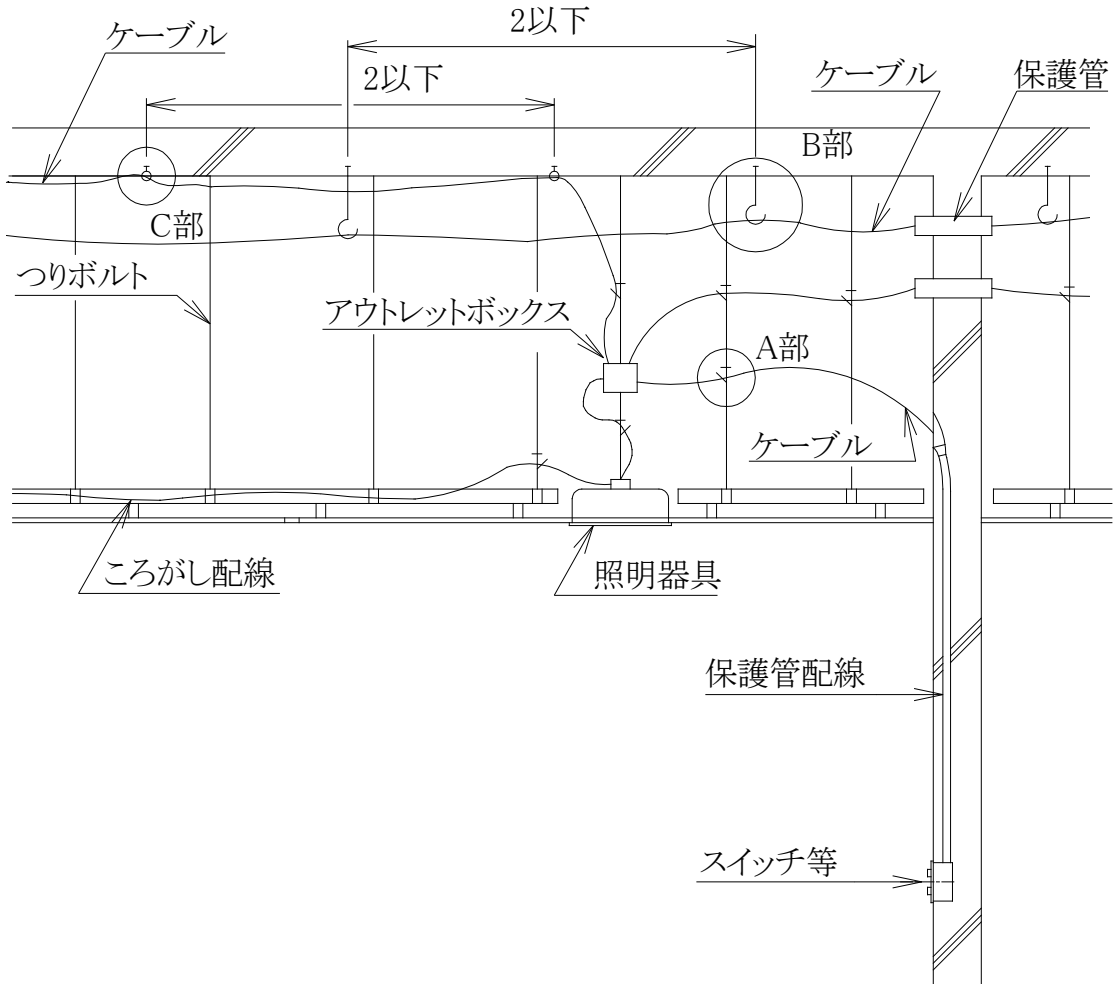 2以下
ケーブル
2以下
ケーブル
保護管
B部
C部
つりボルト
アウトレットボックス
A部
ケーブル
ころがし配線
照明器具
保護管配線
スイッチ等